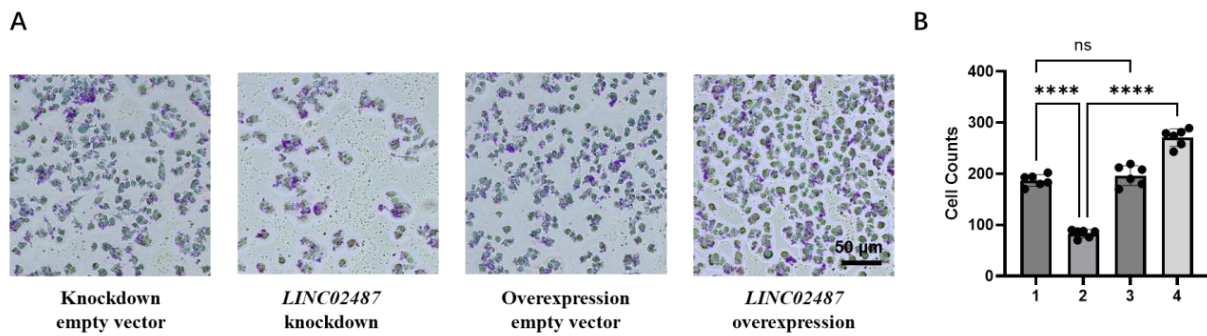 A
Knockdown
empty vector
LINC02487
knockdown
Overexpression
empty vector
50 μm
LINC02487
overexpression
B
ns
****
****
Cell Counts
400
300
200
100
0
1 2 3 4